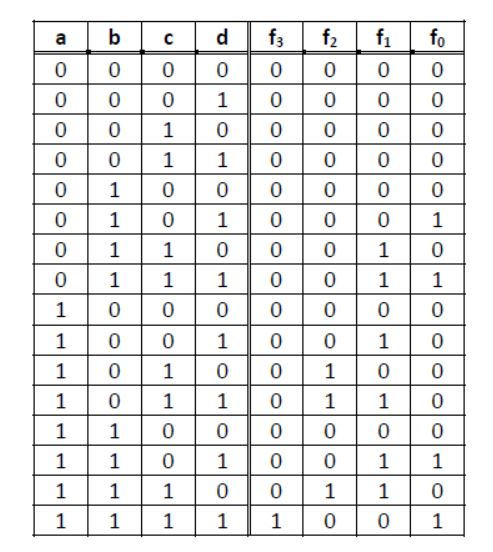 a b c d f₃ f₂ f₁ f₀
0 0 0 0 0 0 0 0
0 0 0 1 0 0 0 0
0 0 1 0 0 0 0 0
0 0 1 1 0 0 0 0
0 1 0 0 0 0 0 0
0 1 0 1 0 0 0 1
0 1 1 0 0 0 1 0
0 1 1 1 0 0 1 1
1 0 0 0 0 0 0 0
1 0 0 1 0 0 1 0
1 0 1 0 0 1 0 0
1 0 1 1 0 1 1 0
1 1 0 0 0 0 0 0
1 1 0 1 0 0 1 1
1 1 1 0 0 1 1 0
1 1 1 1 1 0 0 1